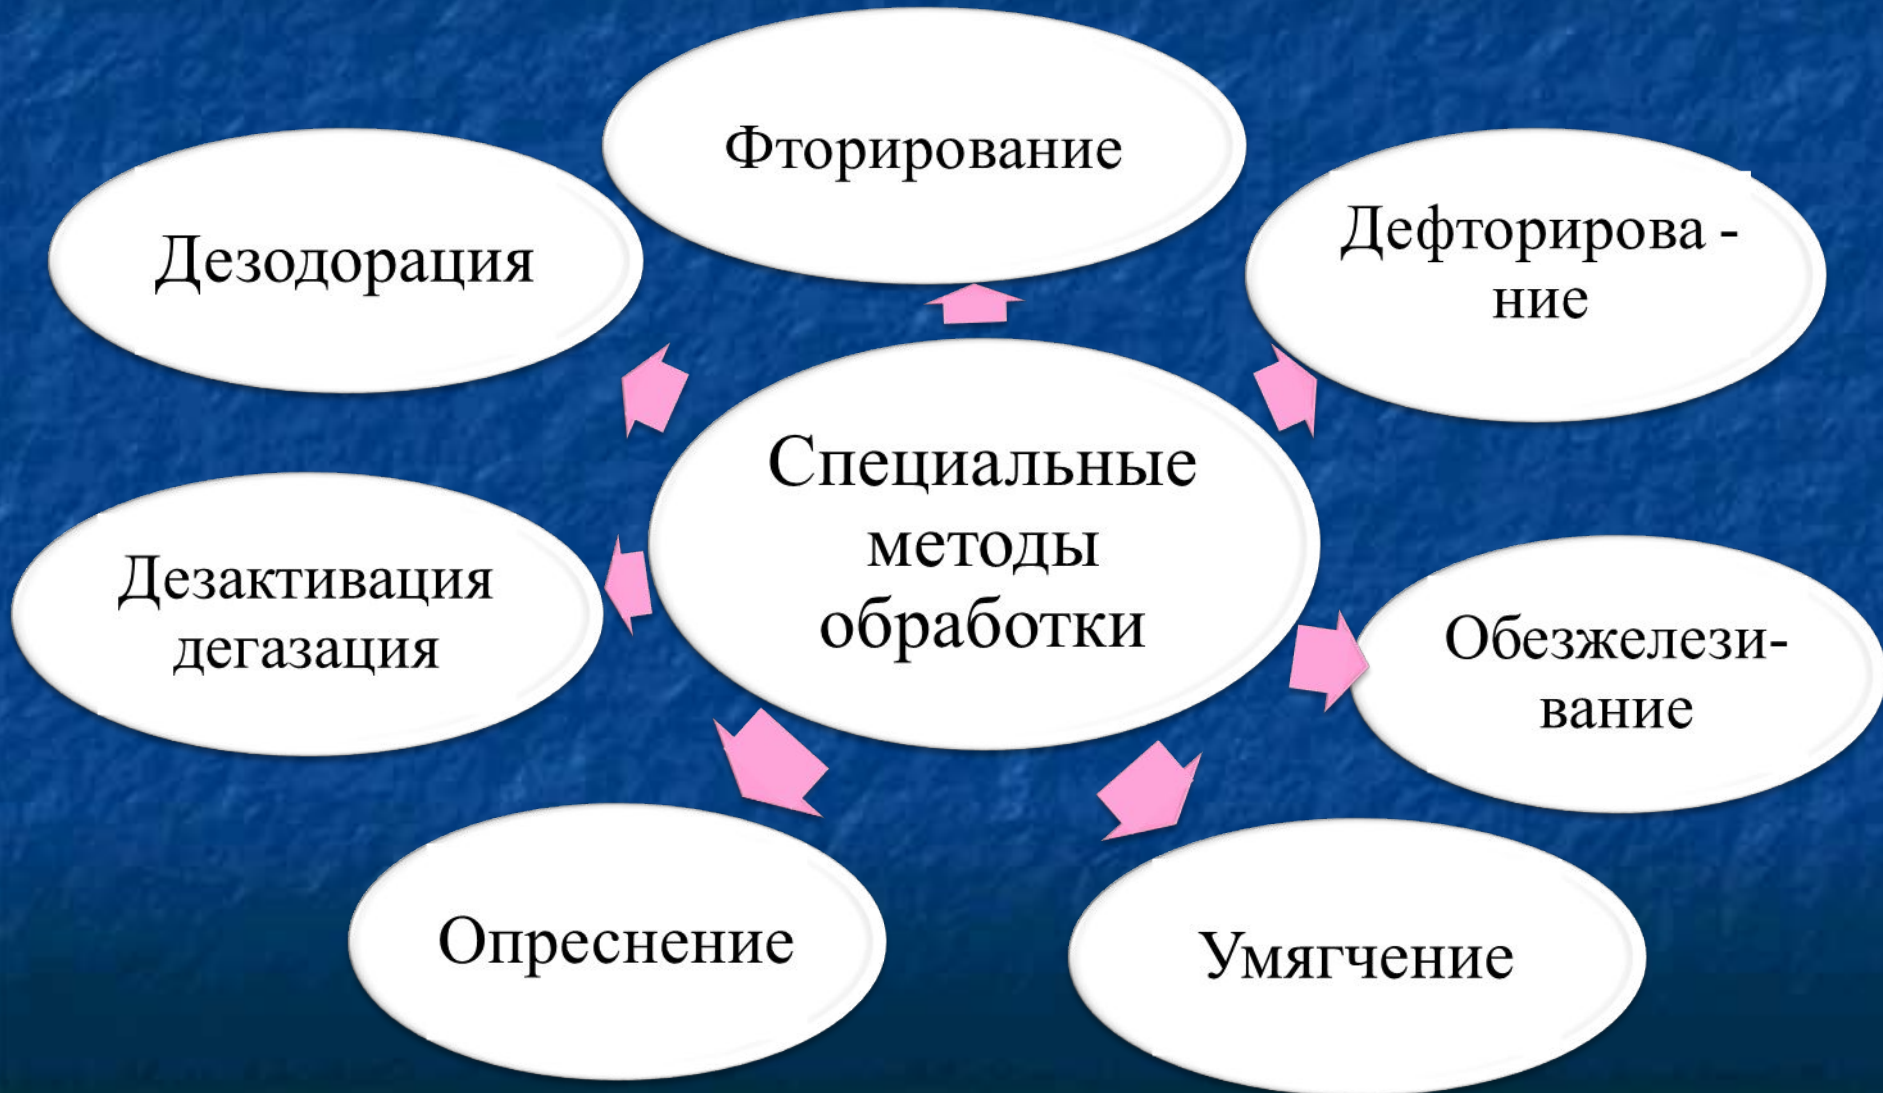 Фторирование
Дезодорация
Дефторирова -
ние
Специальные
методы
обработки
Дезактивация
дегазация
Обезжелези-
вание
Опреснение
Умягчение